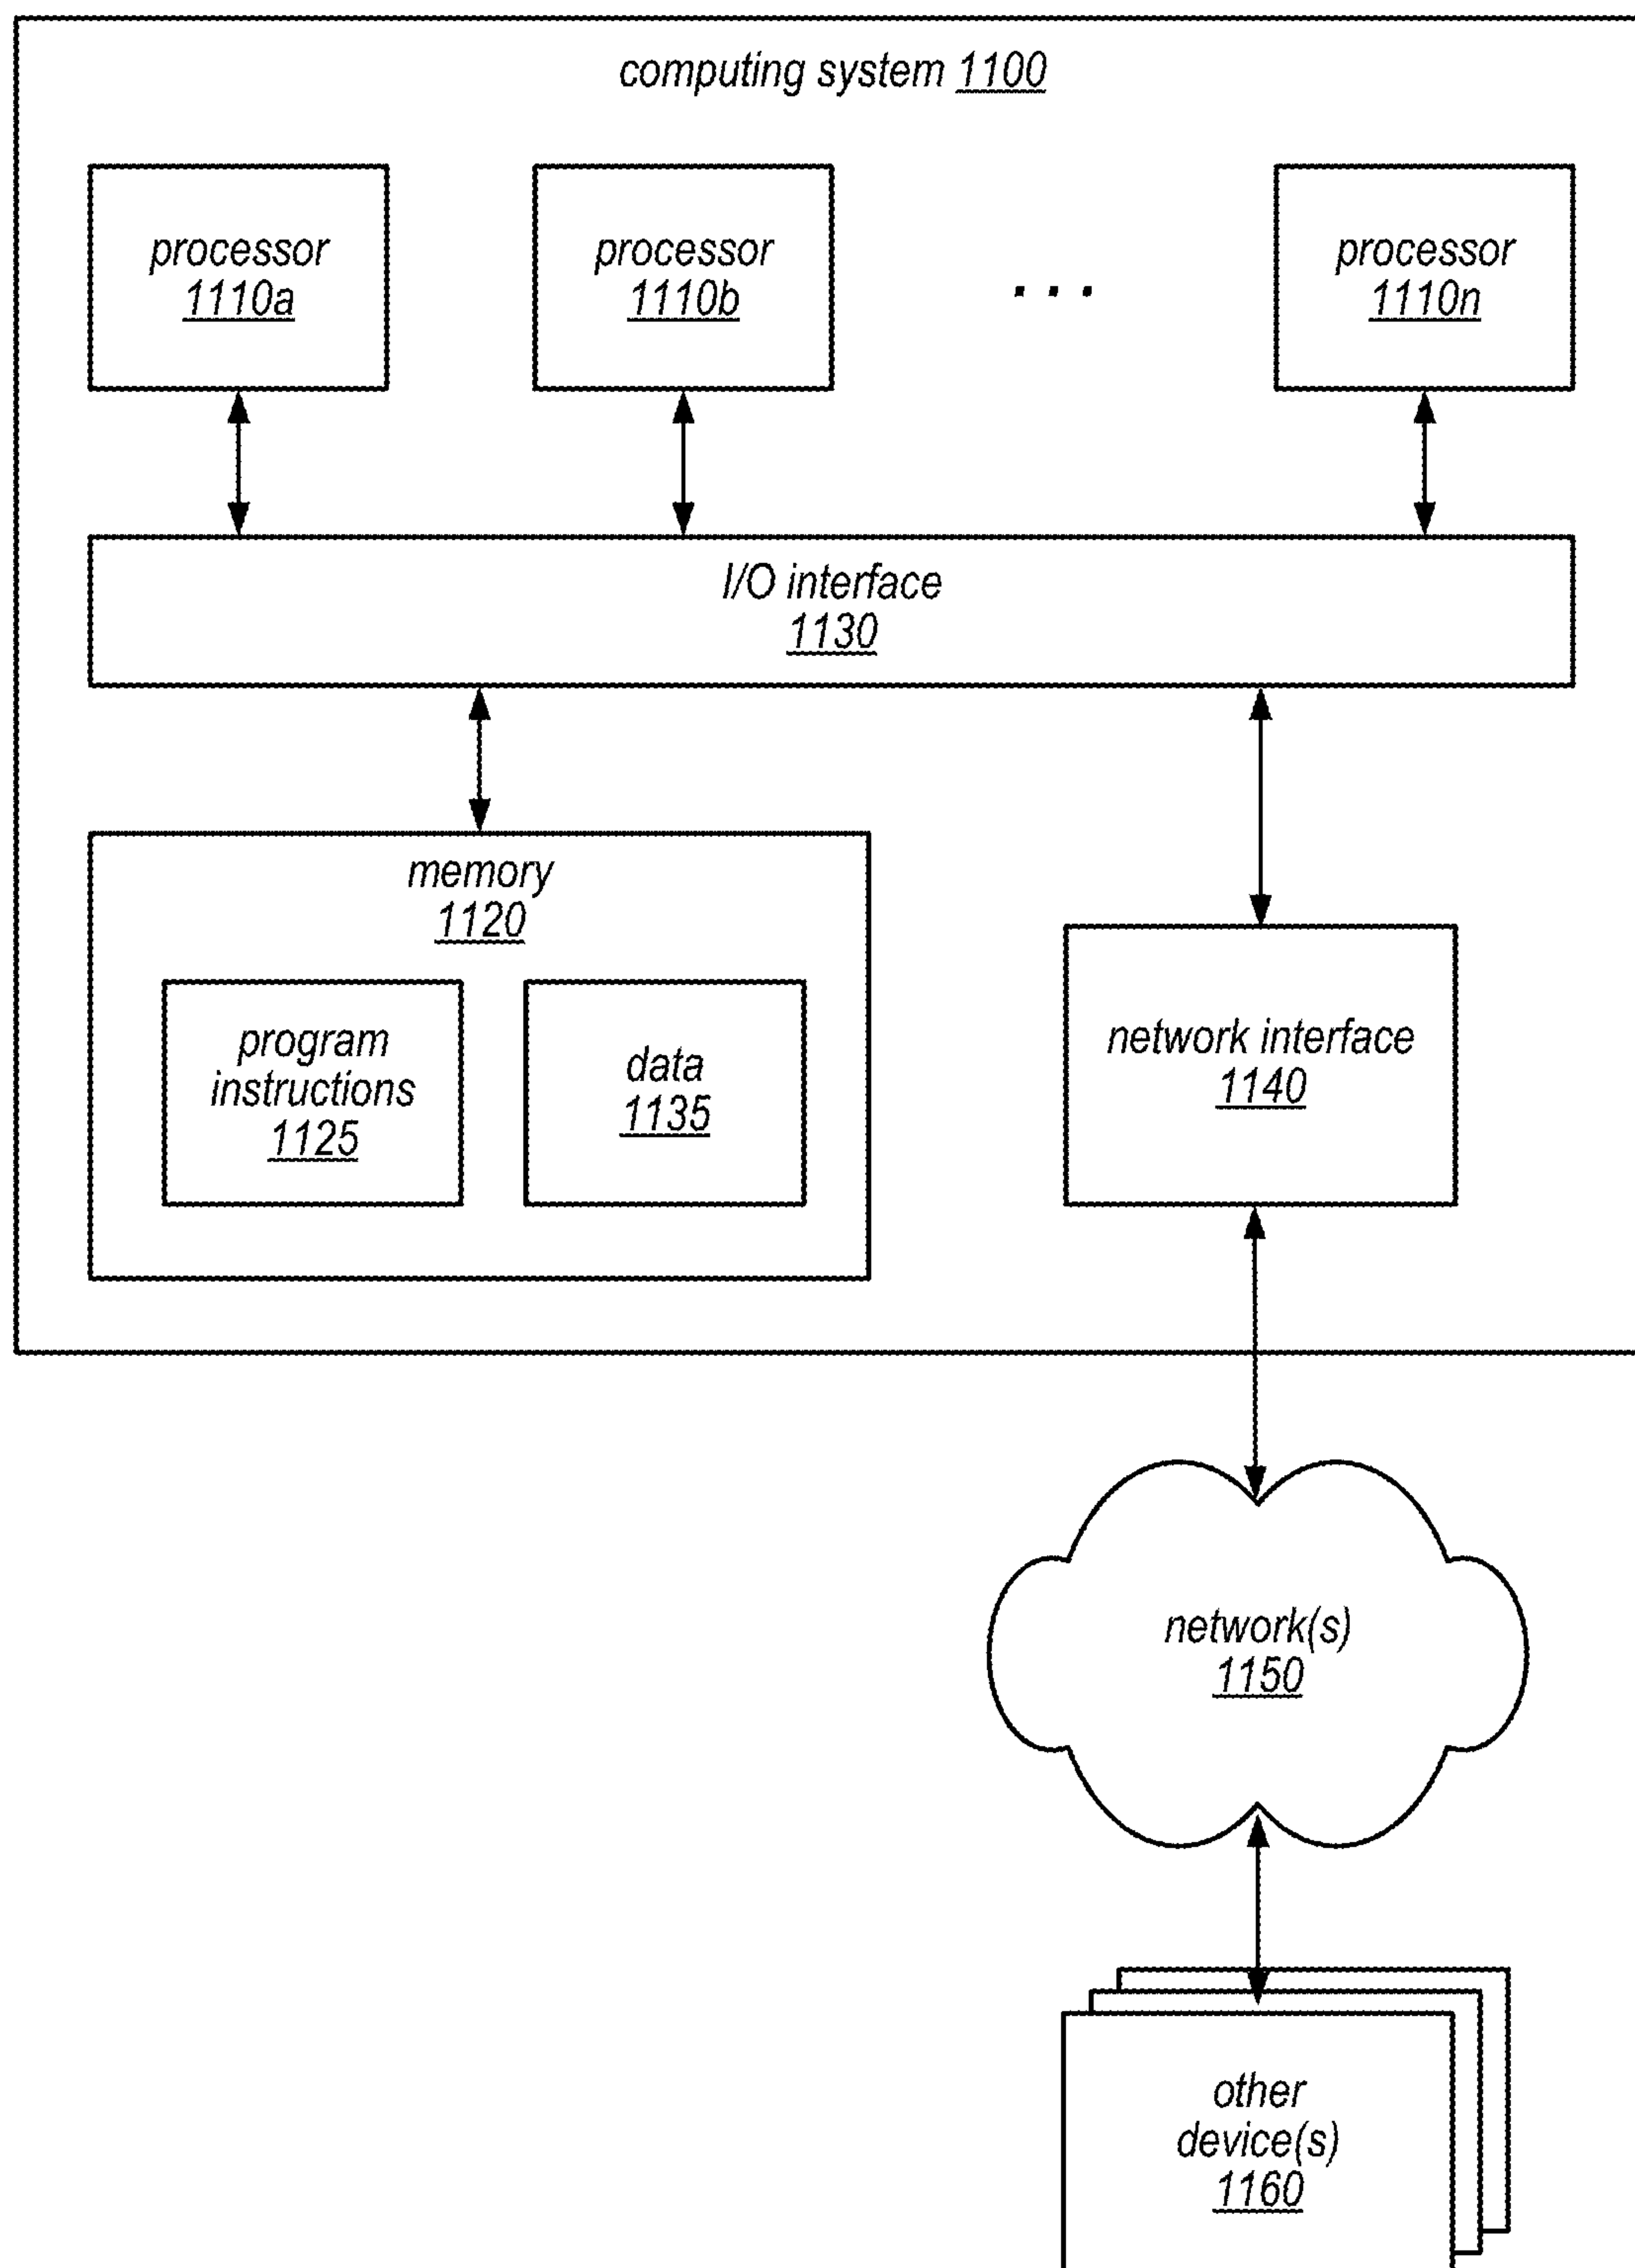 computing system 1100
processor
1110a
processor
1110b
. . .
processor
1110n
I/O interface
1130
memory
1120
program
instructions
1125
data
1135
network interface
1140
network(s)
1150
other
device(s)
1160